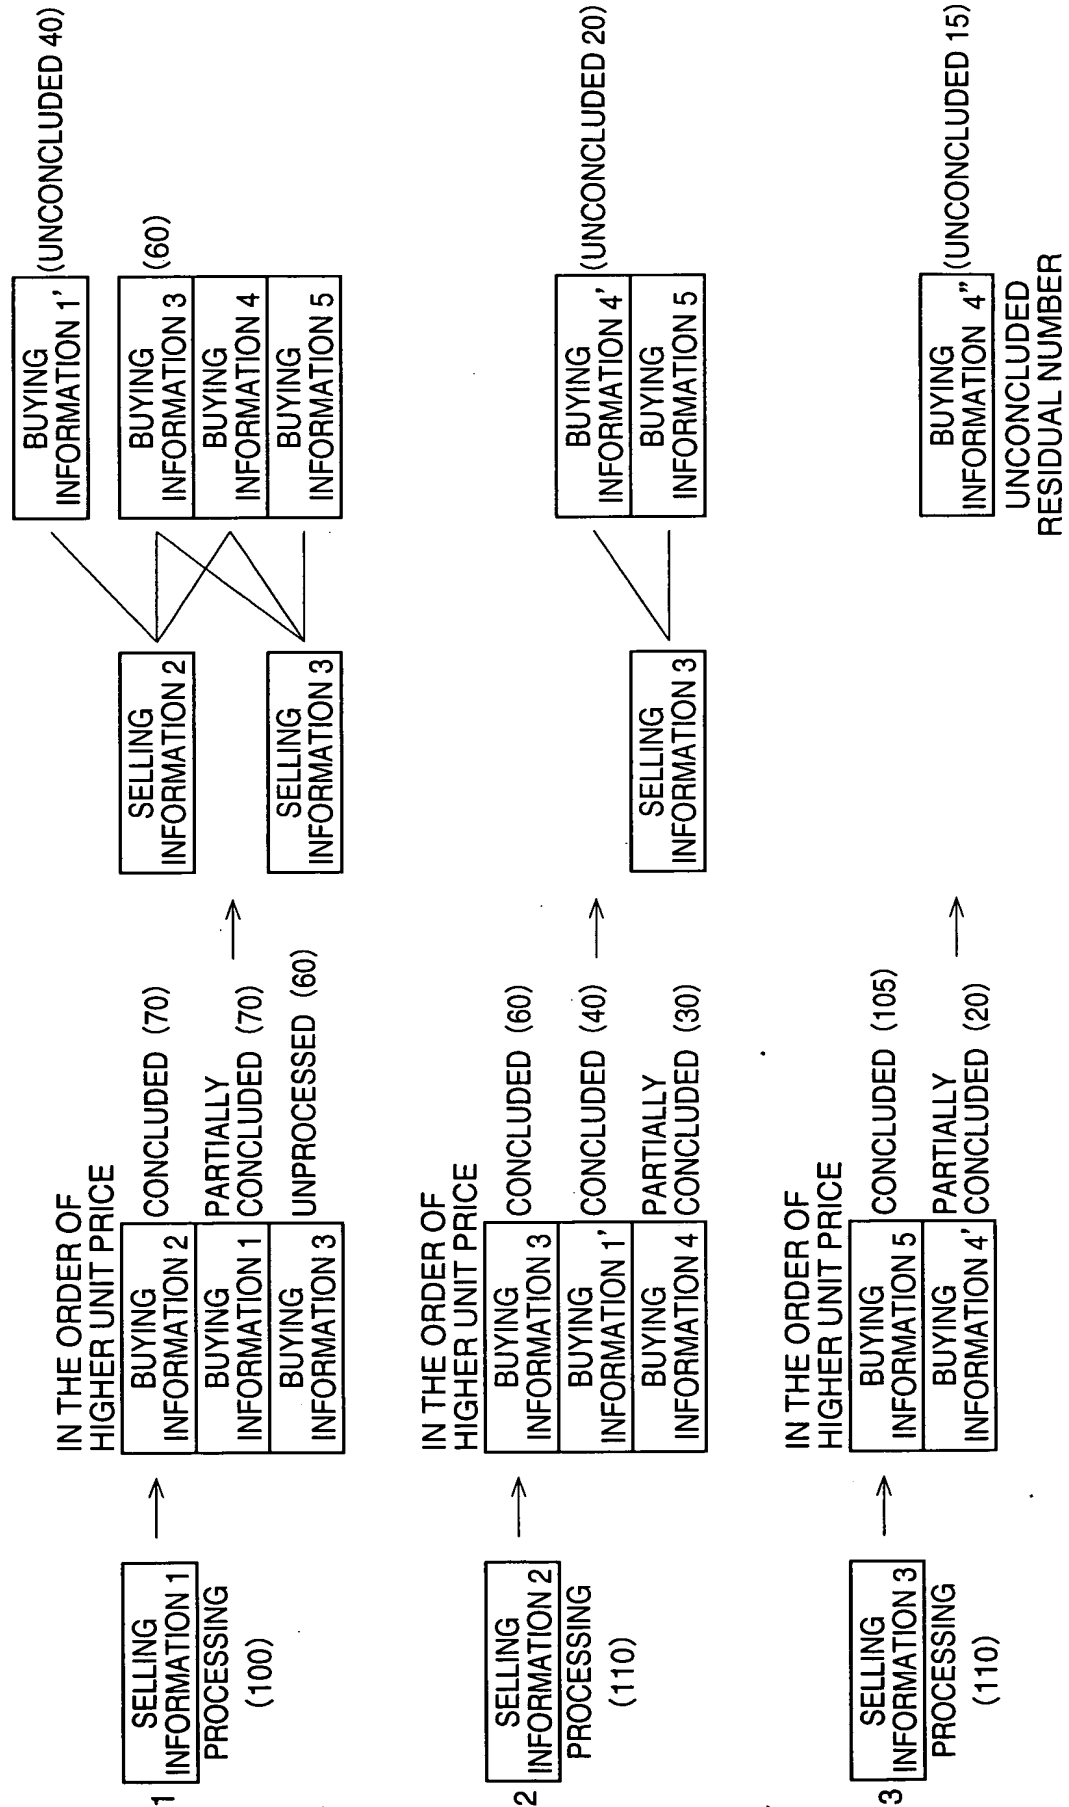 1
SELLING
INFORMATION 1
PROCESSING
(100)
IN THE ORDER OF
HIGHER UNIT PRICE
BUYING
INFORMATION 2
CONCLUDED (70)
BUYING
INFORMATION 1
PARTIALLY
CONCLUDED (70)
BUYING
INFORMATION 3
UNPROCESSED (60)
SELLING
INFORMATION 2
SELLING
INFORMATION 3
BUYING
INFORMATION 1'
(UNCONCLUDED 40)
BUYING
INFORMATION 3
(60)
BUYING
INFORMATION 4
BUYING
INFORMATION 5
2
SELLING
INFORMATION 2
PROCESSING
(110)
IN THE ORDER OF
HIGHER UNIT PRICE
BUYING
INFORMATION 3
CONCLUDED (60)
BUYING
INFORMATION 1'
CONCLUDED (40)
BUYING
INFORMATION 4
PARTIALLY
CONCLUDED (30)
SELLING
INFORMATION 3
BUYING
INFORMATION 4'
(UNCONCLUDED 20)
BUYING
INFORMATION 5
3
SELLING
INFORMATION 3
PROCESSING
(110)
IN THE ORDER OF
HIGHER UNIT PRICE
BUYING
INFORMATION 5
CONCLUDED (105)
BUYING
INFORMATION 4'
PARTIALLY
CONCLUDED (20)
BUYING
INFORMATION 4"
(UNCONCLUDED 15)
UNCONCLUDED
RESIDUAL NUMBER